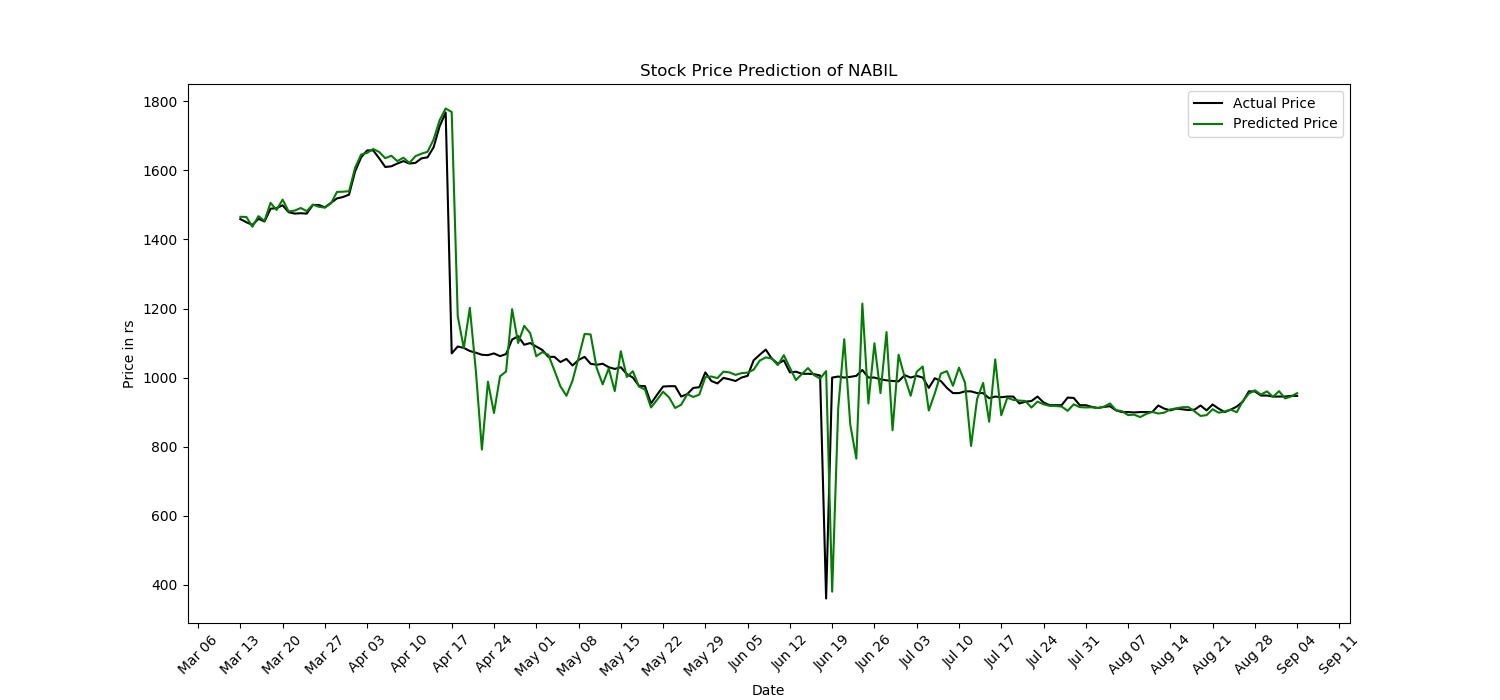 Stock Price Prediction of NABIL
Actual Price
Predicted Price
Price in rs
1800
1600
1400
1200
1000
800
600
400
Mar 06
Mar 13
Mar 20
Mar 27
Apr 03
Apr 10
Apr 17
Apr 24
May 01
May 08
May 15
May 22
May 29
Jun 05
Jun 12
Jun 19
Jun 26
Jul 03
Jul 10
Jul 17
Jul 24
Jul 31
Aug 07
Aug 14
Aug 21
Aug 28
Sep 04
Sep 11
Date